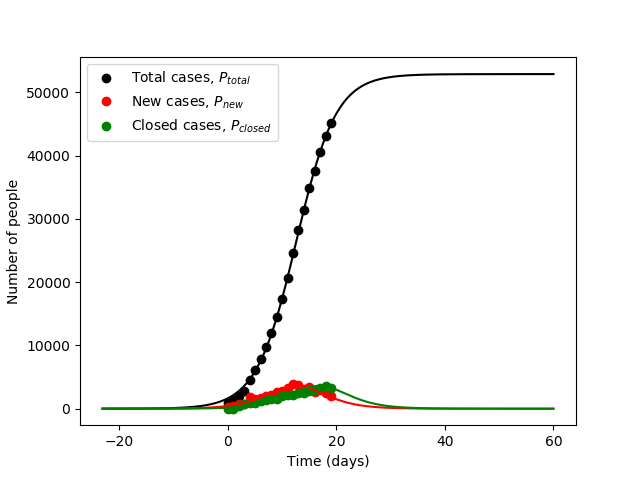 Total cases, P_total
New cases, P_new
Closed cases, P_closed
50000
40000
30000
20000
10000
0
Number of people
−20 0 20 40 60
Time (days)